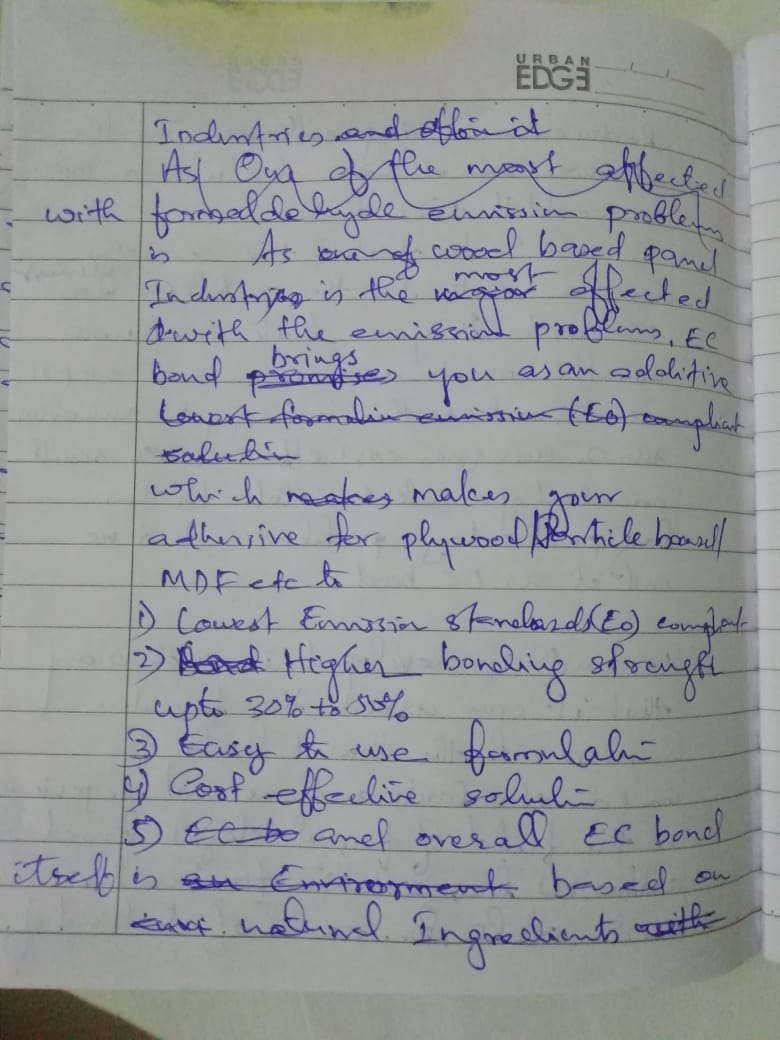 URBAN
EDGE
Industries and
As One of the most affected
with formaldehyde emission problem
is As one of wood based panel
Industries is the most major affected
with the emission problems, EC
bond promises brings you as an additive
Lowest formalin emission (E0) compliant
solution
which makes makes your
adhesive for plywood/Particle board/
MDF etc to
1) Lowest Emission standards (E0) compliant
2) Bond Higher bonding strength
upto 30% to 50%
3) Easy to use formulation
4) Cost effective solution
5) EC bo and overall EC bond
itself is an Environment based on
natural Ingredients with